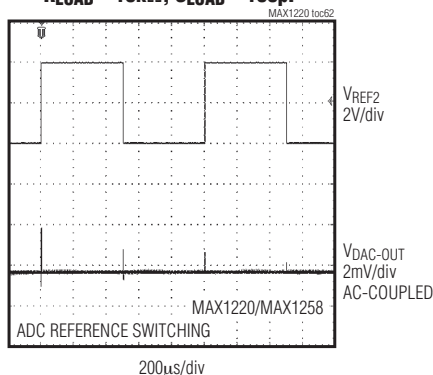 MAX1220 toc62
VREF2
2V/div
VDAC-OUT
2mV/div
AC-COUPLED
MAX1220/MAX1258
ADC REFERENCE SWITCHING
200µs/div